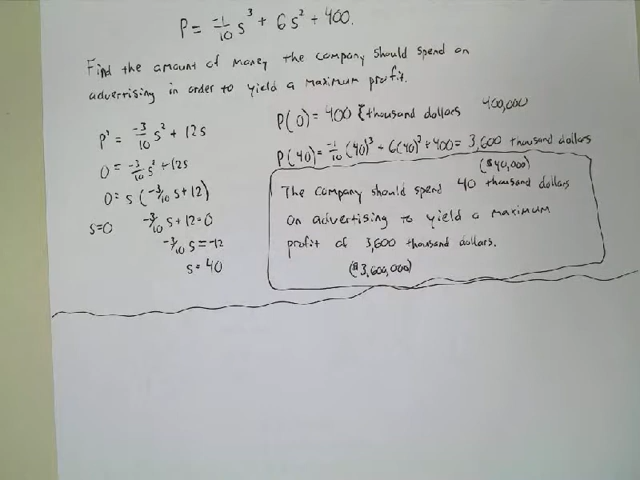 P = -1/10 s³ + 6s² + 400.
Find the amount of money the company should spend on
advertising in order to yield a maximum profit.
P' = -3/10 s² + 12s
0 = -3/10 s² + 12s
0 = s(-3/10 s + 12)
s=0 -3/10 s + 12 = 0
-3/10 s = -12
s = 40
P(0) = 400 {thousand dollars 400,000
P(40) = -1/10 (40)³ + 6(40)² + 400 = 3,600 thousand dollars
($40,000)
The company should spend 40 thousand dollars
on advertising to yield a maximum
profit of 3,600 thousand dollars.
($3,600,000)